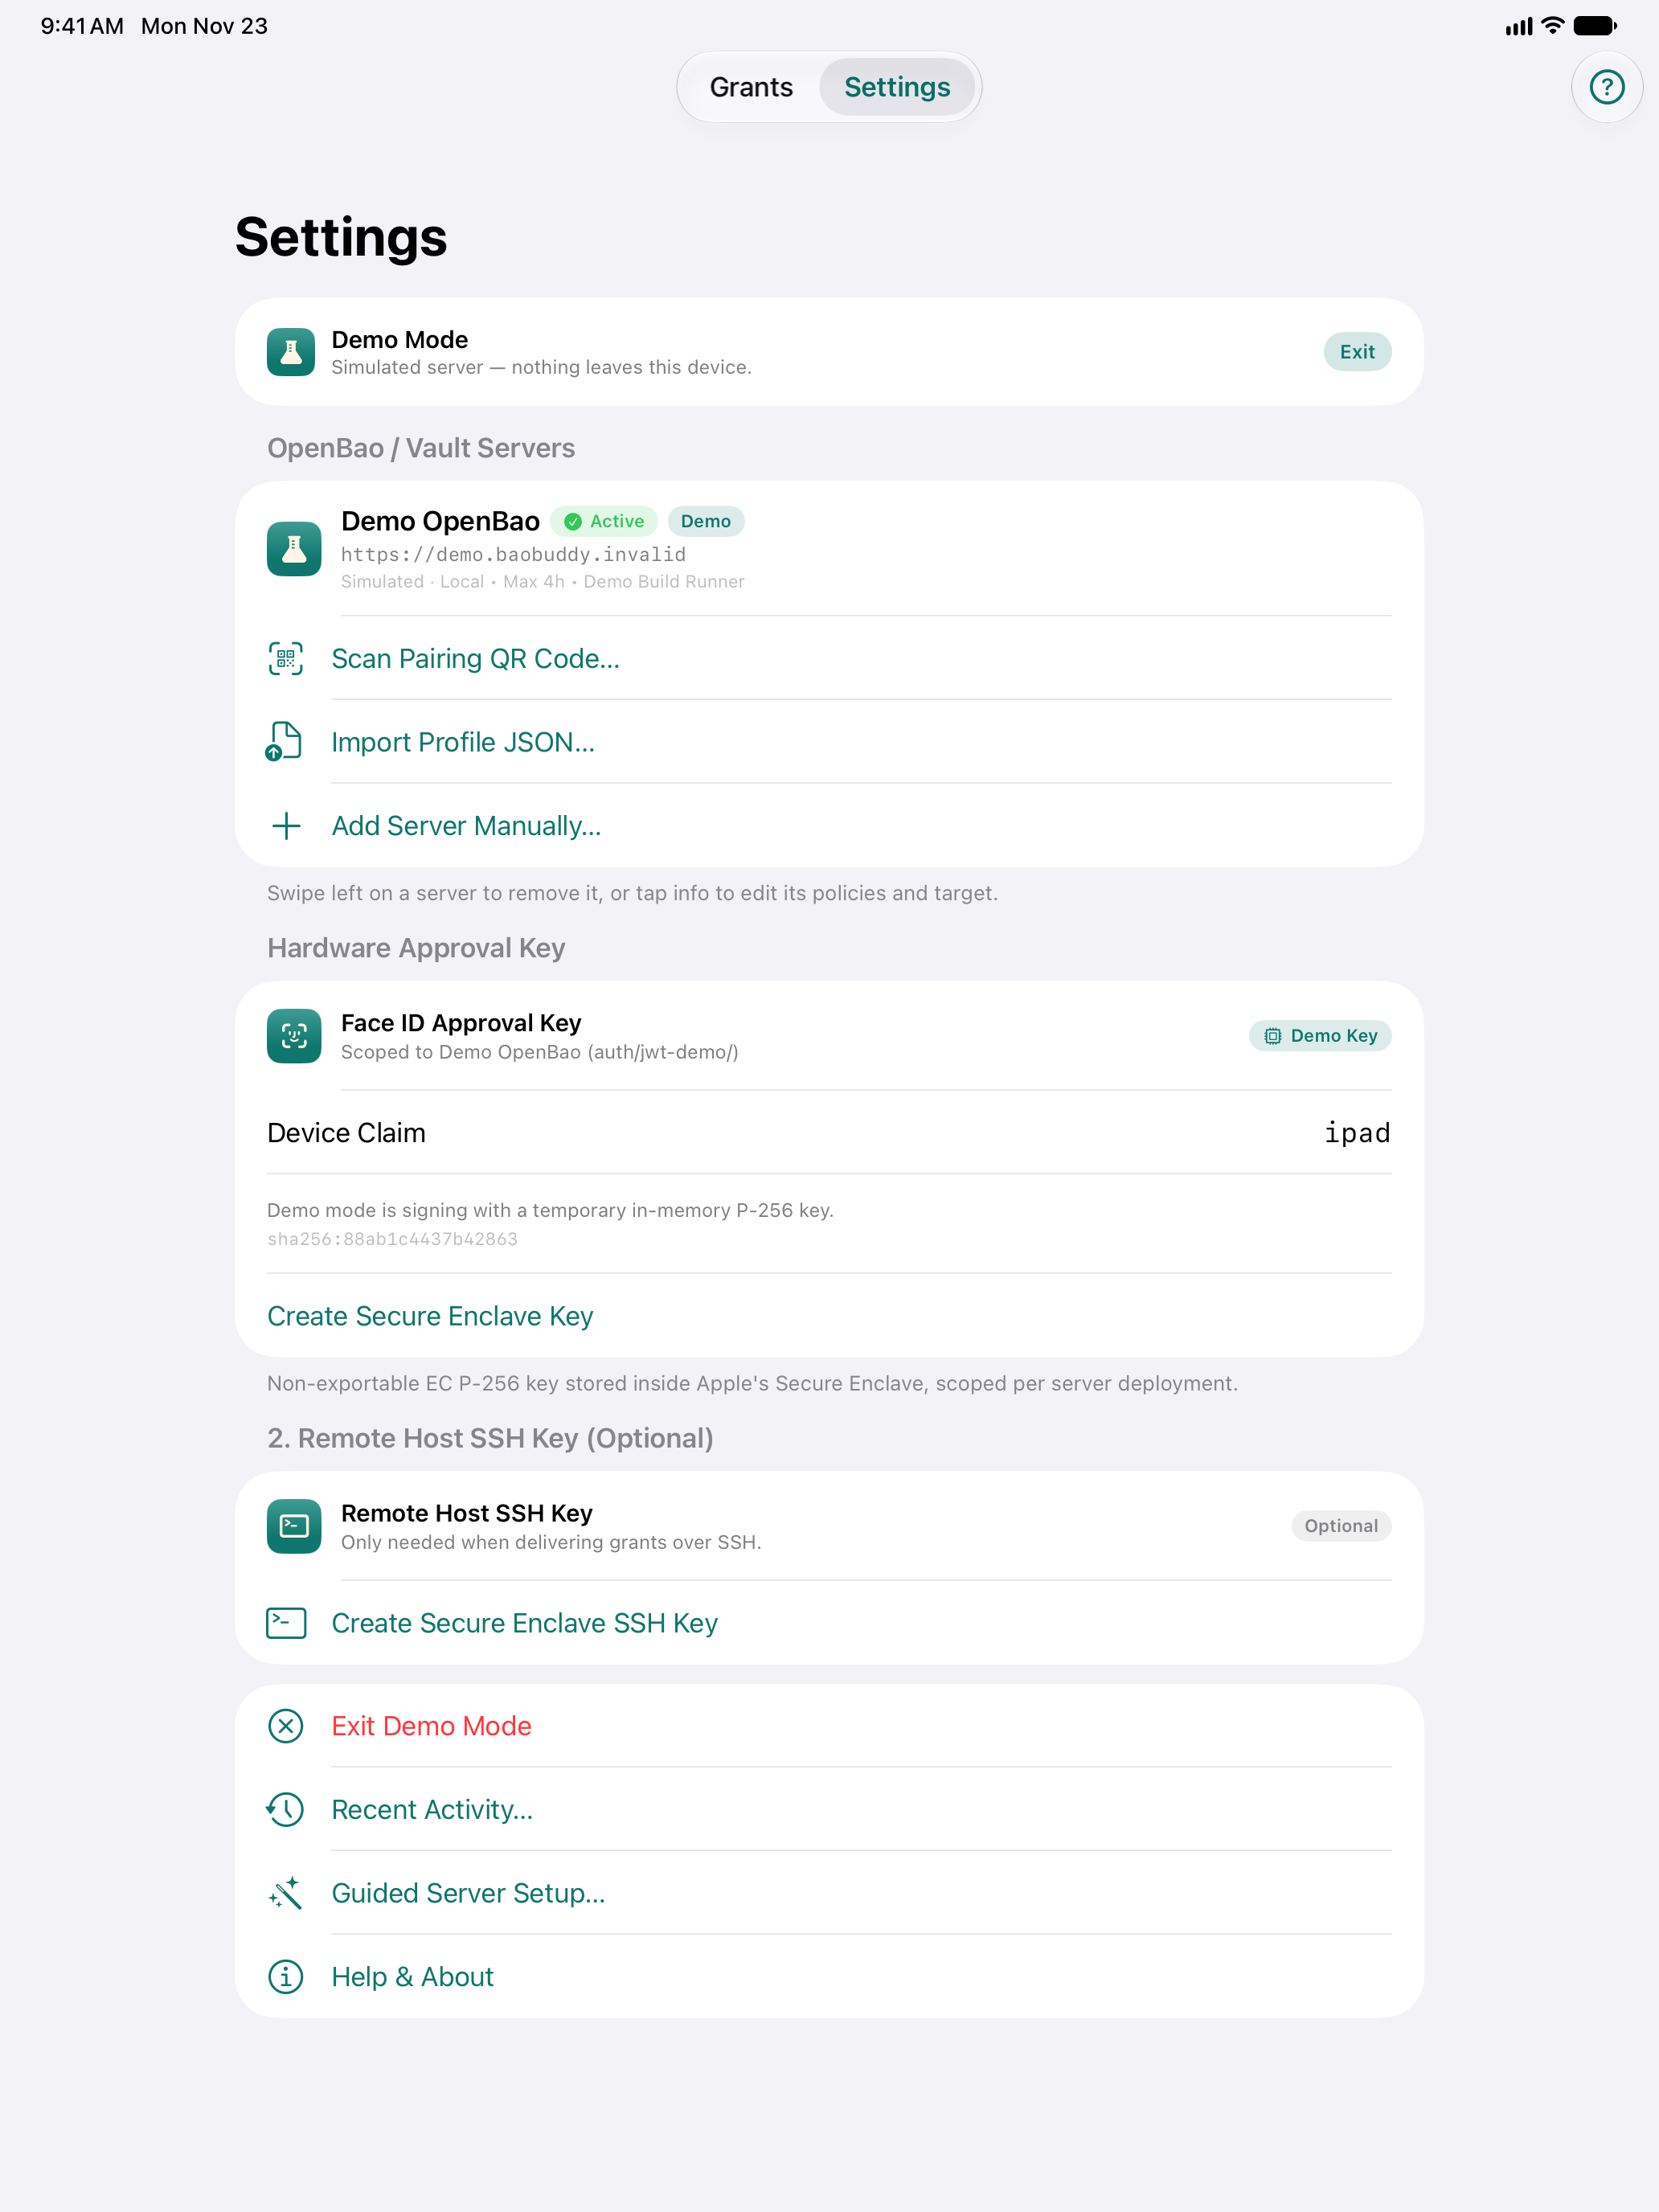 9:41 AM Mon Nov 23
Grants
Settings
?
Settings
Demo Mode
Simulated server — nothing leaves this device.
Exit
OpenBao / Vault Servers
Demo OpenBao
Active
Demo
https://demo.baobuddy.invalid
Simulated · Local • Max 4h • Demo Build Runner
Scan Pairing QR Code...
Import Profile JSON...
Add Server Manually...
Swipe left on a server to remove it, or tap info to edit its policies and target.
Hardware Approval Key
Face ID Approval Key
Scoped to Demo OpenBao (auth/jwt-demo/)
Demo Key
Device Claim
ipad
Demo mode is signing with a temporary in-memory P-256 key.
sha256:88ab1c4437b42863
Create Secure Enclave Key
Non-exportable EC P-256 key stored inside Apple's Secure Enclave, scoped per server deployment.
2. Remote Host SSH Key (Optional)
Remote Host SSH Key
Only needed when delivering grants over SSH.
Optional
Create Secure Enclave SSH Key
Exit Demo Mode
Recent Activity...
Guided Server Setup...
Help & About